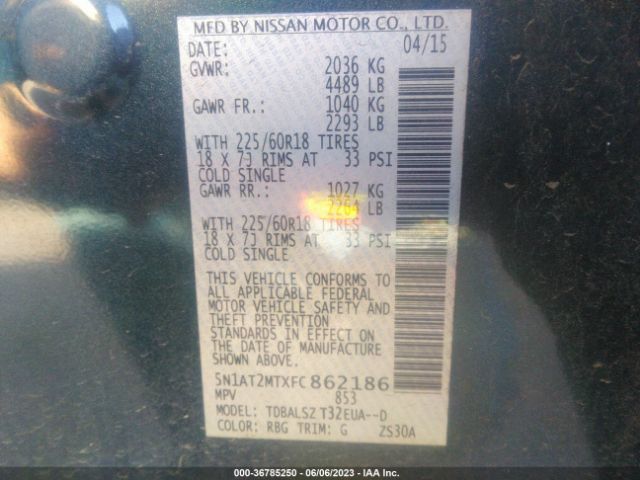 MFD BY NISSAN MOTOR CO., LTD.
DATE: 04/15
GVWR: 2036 KG
4489 LB
GAWR FR.: 1040 KG
2293 LB
WITH 225/60R18 TIRES
18 X 7J RIMS AT 33 PSI
COLD SINGLE
GAWR RR.: 1027 KG
2264 LB
WITH 225/60R18 TIRES
18 X 7J RIMS AT 33 PSI
COLD SINGLE
THIS VEHICLE CONFORMS TO
ALL APPLICABLE FEDERAL
MOTOR VEHICLE SAFETY AND
THEFT PREVENTION
STANDARDS IN EFFECT ON
THE DATE OF MANUFACTURE
SHOWN ABOVE.
5N1AT2MTXFC862186
MPV 853
MODEL: TDBALSZ T32EUA--D
COLOR: RBG TRIM: G ZS30A
000-36785250 - 06/06/2023 - IAA Inc.